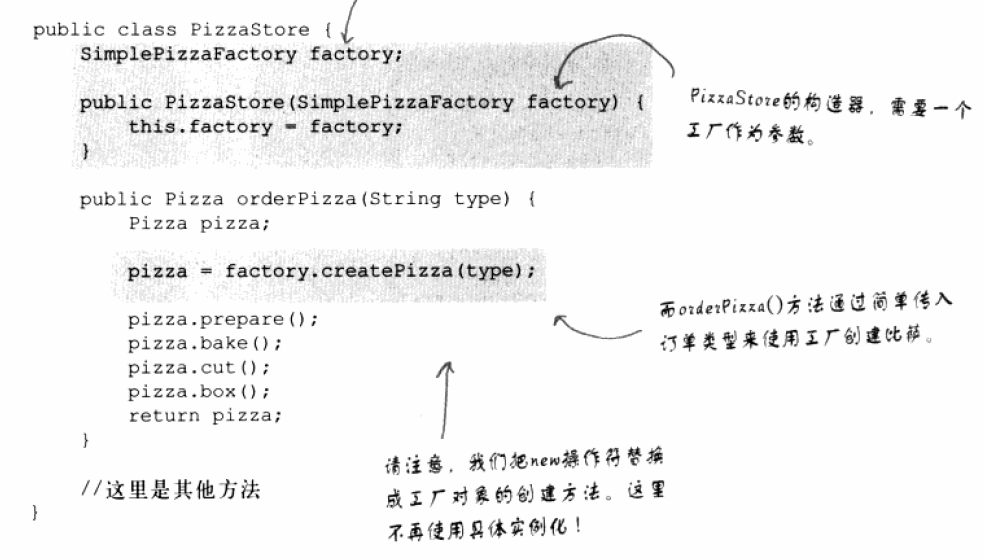 public class PizzaStore {
SimplePizzaFactory factory;
public PizzaStore(SimplePizzaFactory factory) {
this.factory = factory;
}
PizzaStore的构造器，需要一个
工厂作为参数。
public Pizza orderPizza(String type) {
Pizza pizza;
pizza = factory.createPizza(type);
而orderPizza()方法通过简单传入
订单类型来使用工厂创建比萨。
pizza.prepare();
pizza.bake();
pizza.cut();
pizza.box();
return pizza;
}
请注意，我们把new操作符替换
成工厂对象的创建方法。这里
不再使用具体实例化！
//这里是其他方法
}